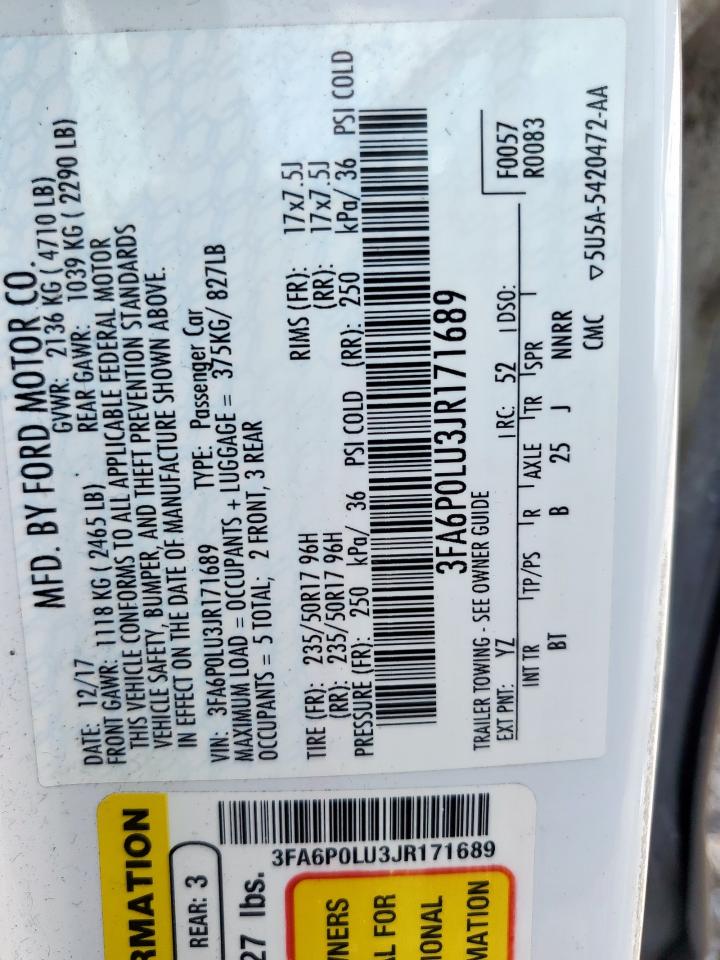 MFD. BY FORD MOTOR CO.
DATE: 12/17 GVWR: 2136 KG ( 4710 LB)
FRONT GAWR: 1118 KG ( 2465 LB) REAR GAWR: 1039 KG ( 2290 LB)
THIS VEHICLE CONFORMS TO ALL APPLICABLE FEDERAL MOTOR
VEHICLE SAFETY, BUMPER, AND THEFT PREVENTION STANDARDS
IN EFFECT ON THE DATE OF MANUFACTURE SHOWN ABOVE.
VIN: 3FA6P0LU3JR171689 TYPE: Passenger Car
MAXIMUM LOAD = OCCUPANTS + LUGGAGE = 375KG/ 827LB
OCCUPANTS = 5 TOTAL; 2 FRONT, 3 REAR
TIRE (FR): 235/50R17 96H RIMS (FR): 17x7.5J
(RR): 235/50R17 96H (RR): 17x7.5J
PRESSURE (FR): 250 kPa/ 36 PSI COLD (RR): 250 kPa/ 36 PSI COLD
3FA6P0LU3JR171689
TRAILER TOWING - SEE OWNER GUIDE
F0057
EXT PNT: YZ RC: 52 DSO: R0083
INT TR TP/PS R AXLE TR SPR
BT B 25 J NNRR
CMC ▽5U5A-5420472-AA
RMATION
REAR: 3
27 lbs.
3FA6P0LU3JR171689
WNERS
AL FOR
IONAL
MATION